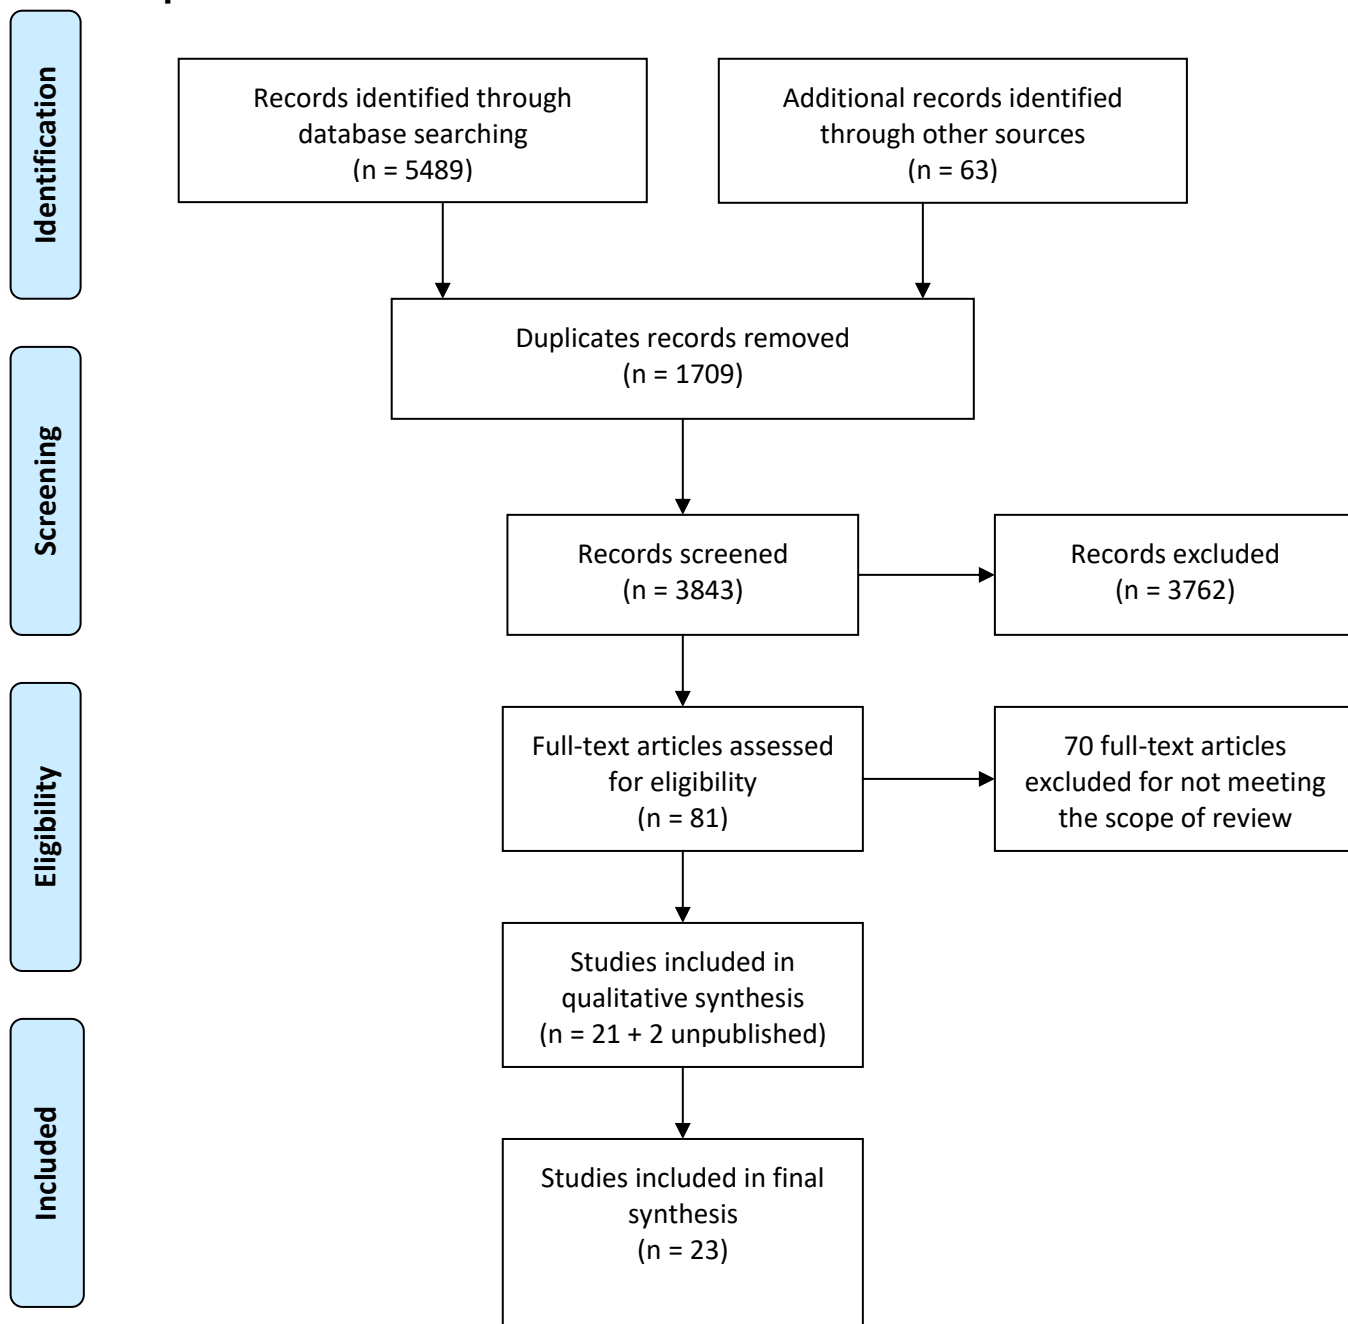 Identification
Records identified through
database searching
(n = 5489)
Additional records identified
through other sources
(n = 63)
Duplicates records removed
(n = 1709)
Screening
Records screened
(n = 3843)
Records excluded
(n = 3762)
Eligibility
Full-text articles assessed
for eligibility
(n = 81)
70 full-text articles
excluded for not meeting
the scope of review
Studies included in
qualitative synthesis
(n = 21 + 2 unpublished)
Included
Studies included in final
synthesis
(n = 23)